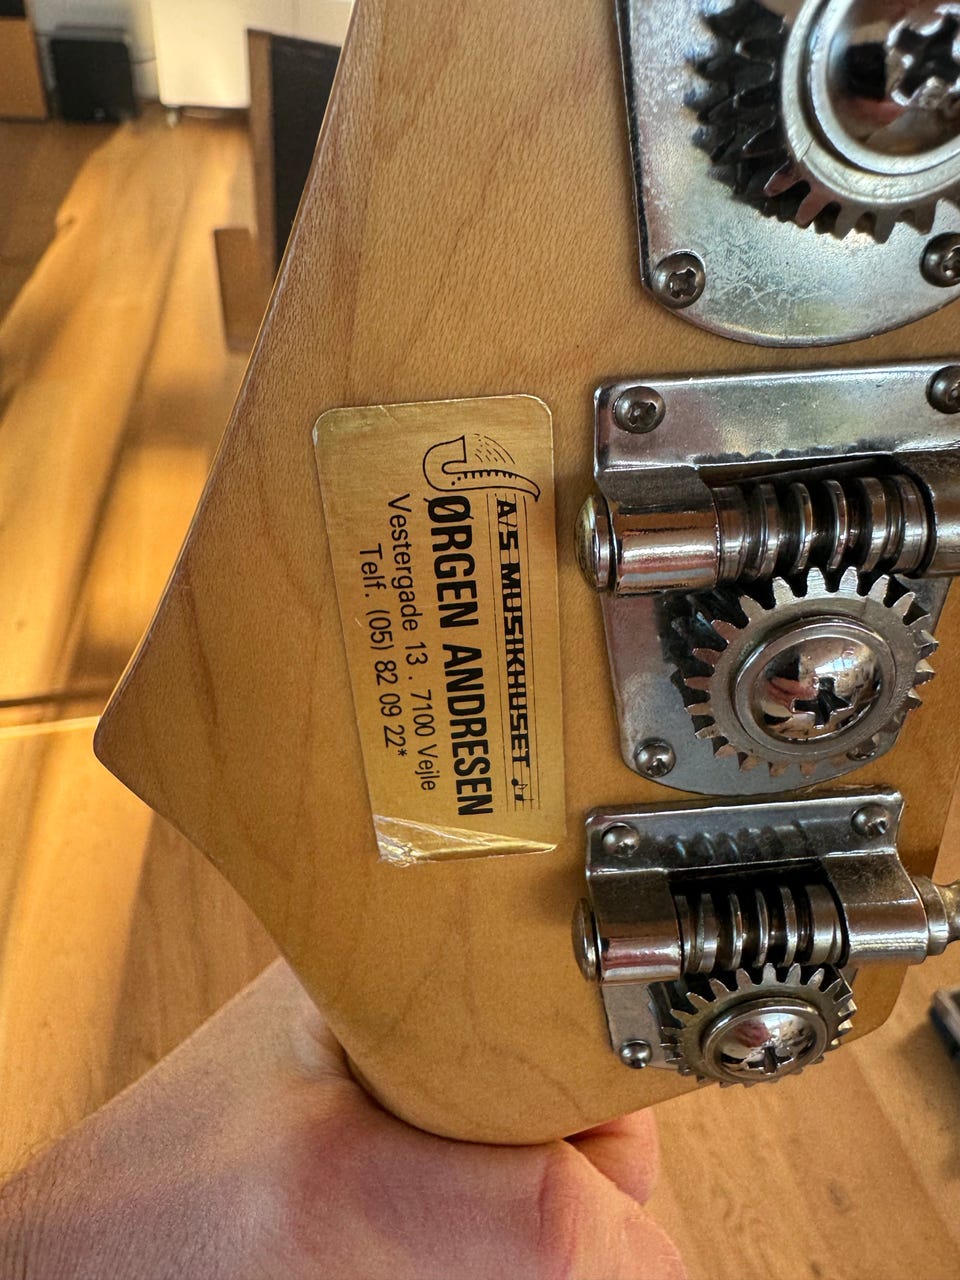 A/S MUSIKHUSET
JØRGEN ANDRESEN
Vestergade 13 . 7100 Vejle
Telf. (05) 82 09 22*